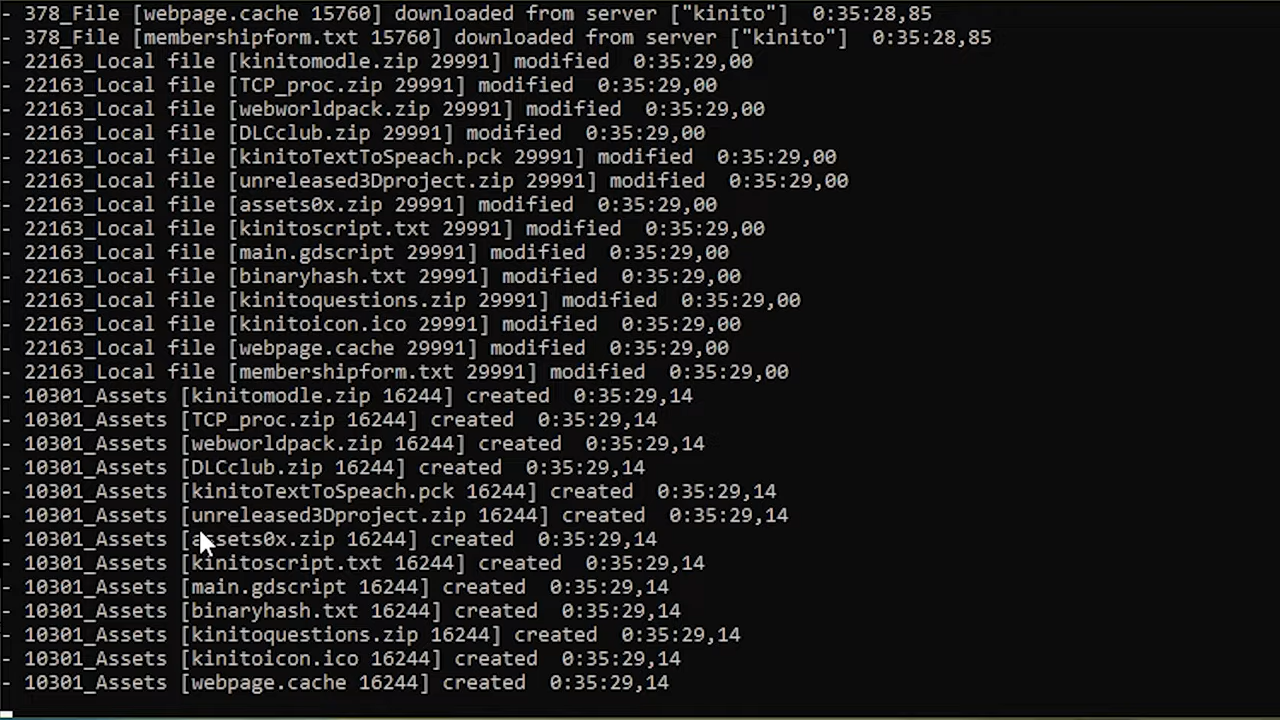 - 378_File [webpage.cache 15760] downloaded from server ["kinito"]  0:35:28,85
- 378_File [membershipform.txt 15760] downloaded from server ["kinito"]  0:35:28,85
- 22163_Local file [kinitomodle.zip 29991] modified  0:35:29,00
- 22163_Local file [TCP_proc.zip 29991] modified  0:35:29,00
- 22163_Local file [webworldpack.zip 29991] modified  0:35:29,00
- 22163_Local file [DLCclub.zip 29991] modified  0:35:29,00
- 22163_Local file [kinitoTextToSpeach.pck 29991] modified  0:35:29,00
- 22163_Local file [unreleased3Dproject.zip 29991] modified  0:35:29,00
- 22163_Local file [assets0x.zip 29991] modified  0:35:29,00
- 22163_Local file [kinitoscript.txt 29991] modified  0:35:29,00
- 22163_Local file [main.gdscript 29991] modified  0:35:29,00
- 22163_Local file [binaryhash.txt 29991] modified  0:35:29,00
- 22163_Local file [kinitoquestions.zip 29991] modified  0:35:29,00
- 22163_Local file [kinitoicon.ico 29991] modified  0:35:29,00
- 22163_Local file [webpage.cache 29991] modified  0:35:29,00
- 22163_Local file [membershipform.txt 29991] modified  0:35:29,00
- 10301_Assets [kinitomodle.zip 16244] created  0:35:29,14
- 10301_Assets [TCP_proc.zip 16244] created  0:35:29,14
- 10301_Assets [webworldpack.zip 16244] created  0:35:29,14
- 10301_Assets [DLCclub.zip 16244] created  0:35:29,14
- 10301_Assets [kinitoTextToSpeach.pck 16244] created  0:35:29,14
- 10301_Assets [unreleased3Dproject.zip 16244] created  0:35:29,14
- 10301_Assets [assets0x.zip 16244] created  0:35:29,14
- 10301_Assets [kinitoscript.txt 16244] created  0:35:29,14
- 10301_Assets [main.gdscript 16244] created  0:35:29,14
- 10301_Assets [binaryhash.txt 16244] created  0:35:29,14
- 10301_Assets [kinitoquestions.zip 16244] created  0:35:29,14
- 10301_Assets [kinitoicon.ico 16244] created  0:35:29,14
- 10301_Assets [webpage.cache 16244] created  0:35:29,14